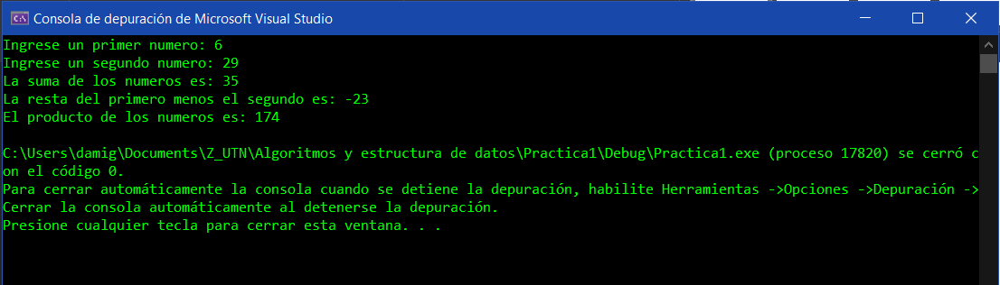 Consola de depuración de Microsoft Visual Studio
Ingrese un primer numero: 6
Ingrese un segundo numero: 29
La suma de los numeros es: 35
La resta del primero menos el segundo es: -23
El producto de los numeros es: 174
C:\Users\damig\Documents\Z_UTN\Algoritmos y estructura de datos\Practica1\Debug\Practica1.exe (proceso 17820) se cerró c
on el código 0.
Para cerrar automáticamente la consola cuando se detiene la depuración, habilite Herramientas ->Opciones ->Depuración ->
Cerrar la consola automáticamente al detenerse la depuración.
Presione cualquier tecla para cerrar esta ventana. . .